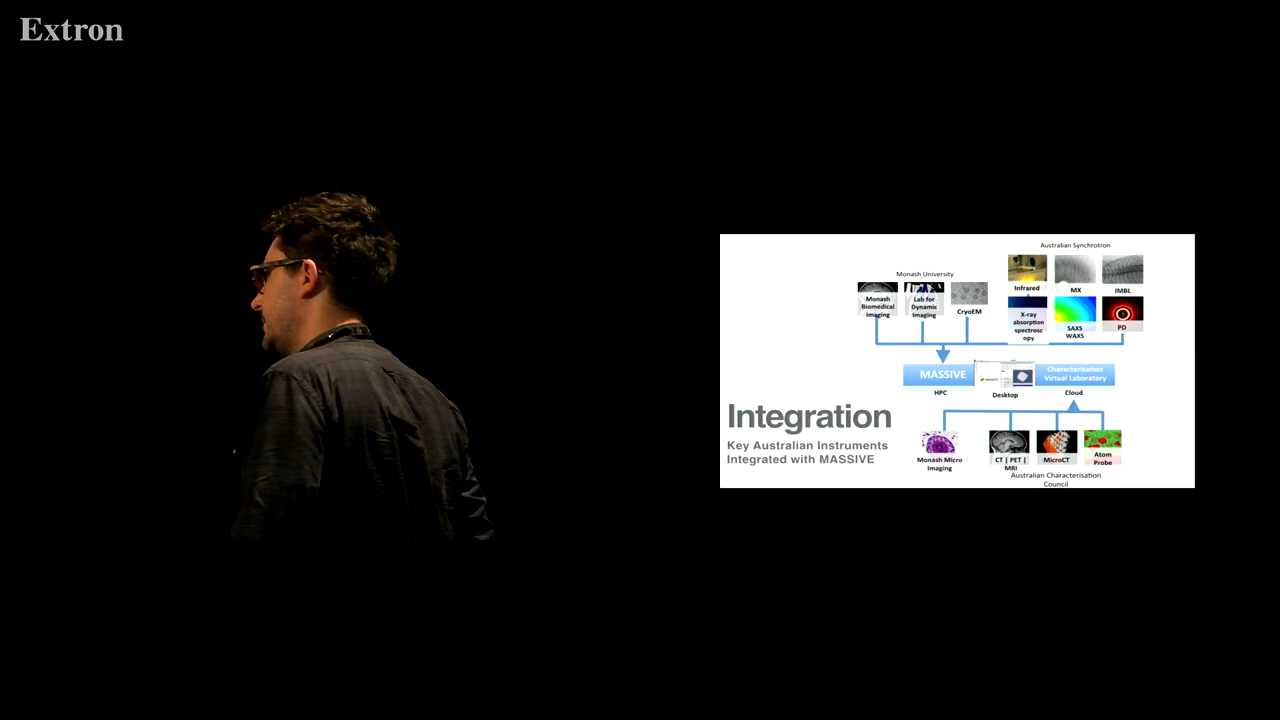 Extron
Australian Synchrotron
Monash University
Infrared
MX
IMBL
Monash
Biomedical
Imaging
Lab for
Dynamic
Imaging
CryoEM
X-ray
absorption
spectrosc
opy
SAXS
WAXS
PD
MASSIVE
Characterisation
Virtual Laboratory
HPC
Desktop
Cloud
Integration
Key Australian Instruments
Integrated with MASSIVE
Monash Micro
Imaging
CT | PET |
MRI
MicroCT
Atom
Probe
Australian Characterisation
Council